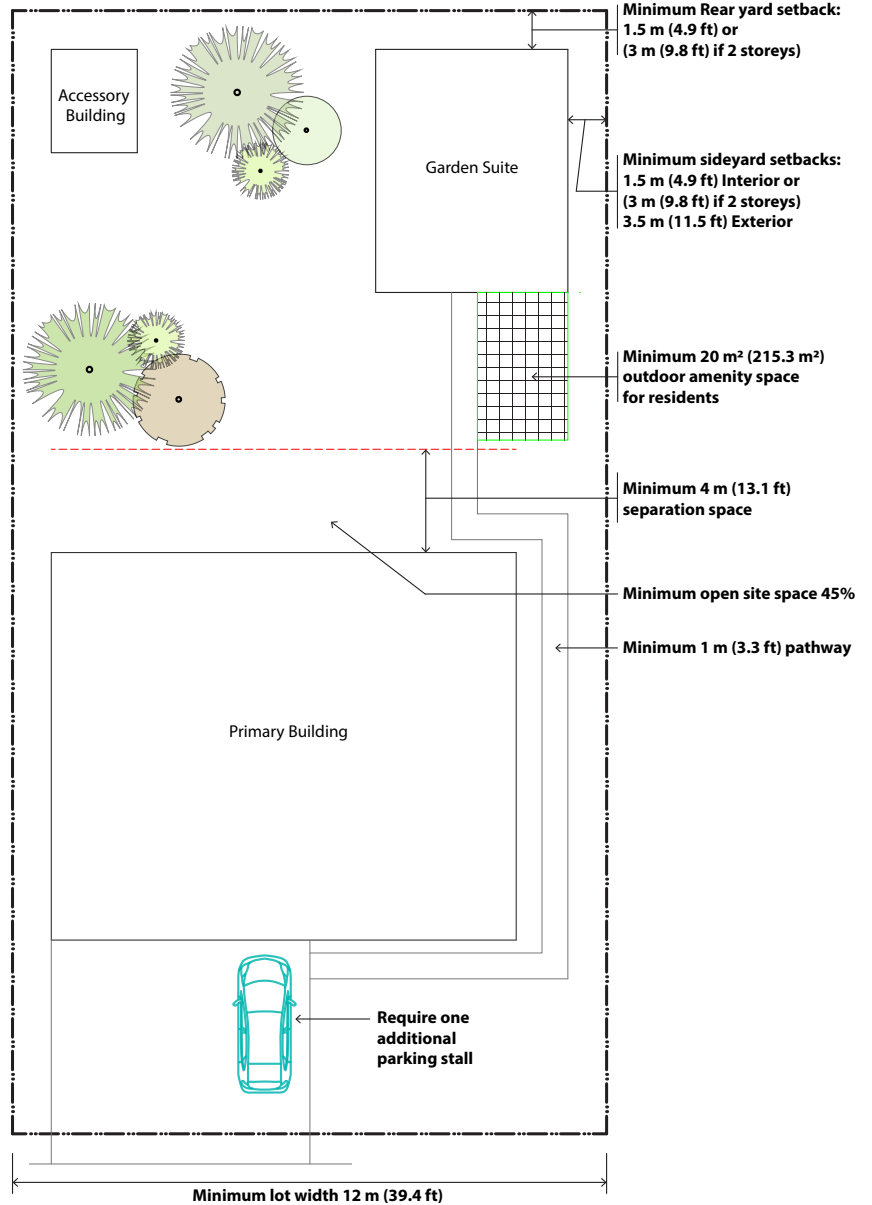 Minimum Rear yard setback:
1.5 m (4.9 ft) or
(3 m (9.8 ft) if 2 storeys)
Accessory
Building
Garden Suite
Minimum sideyard setbacks:
1.5 m (4.9 ft) Interior or
(3 m (9.8 ft) if 2 storeys)
3.5 m (11.5 ft) Exterior
Minimum 20 m² (215.3 m²)
outdoor amenity space
for residents
Minimum 4 m (13.1 ft)
separation space
Minimum open site space 45%
Minimum 1 m (3.3 ft) pathway
Primary Building
Require one
additional
parking stall
Minimum lot width 12 m (39.4 ft)